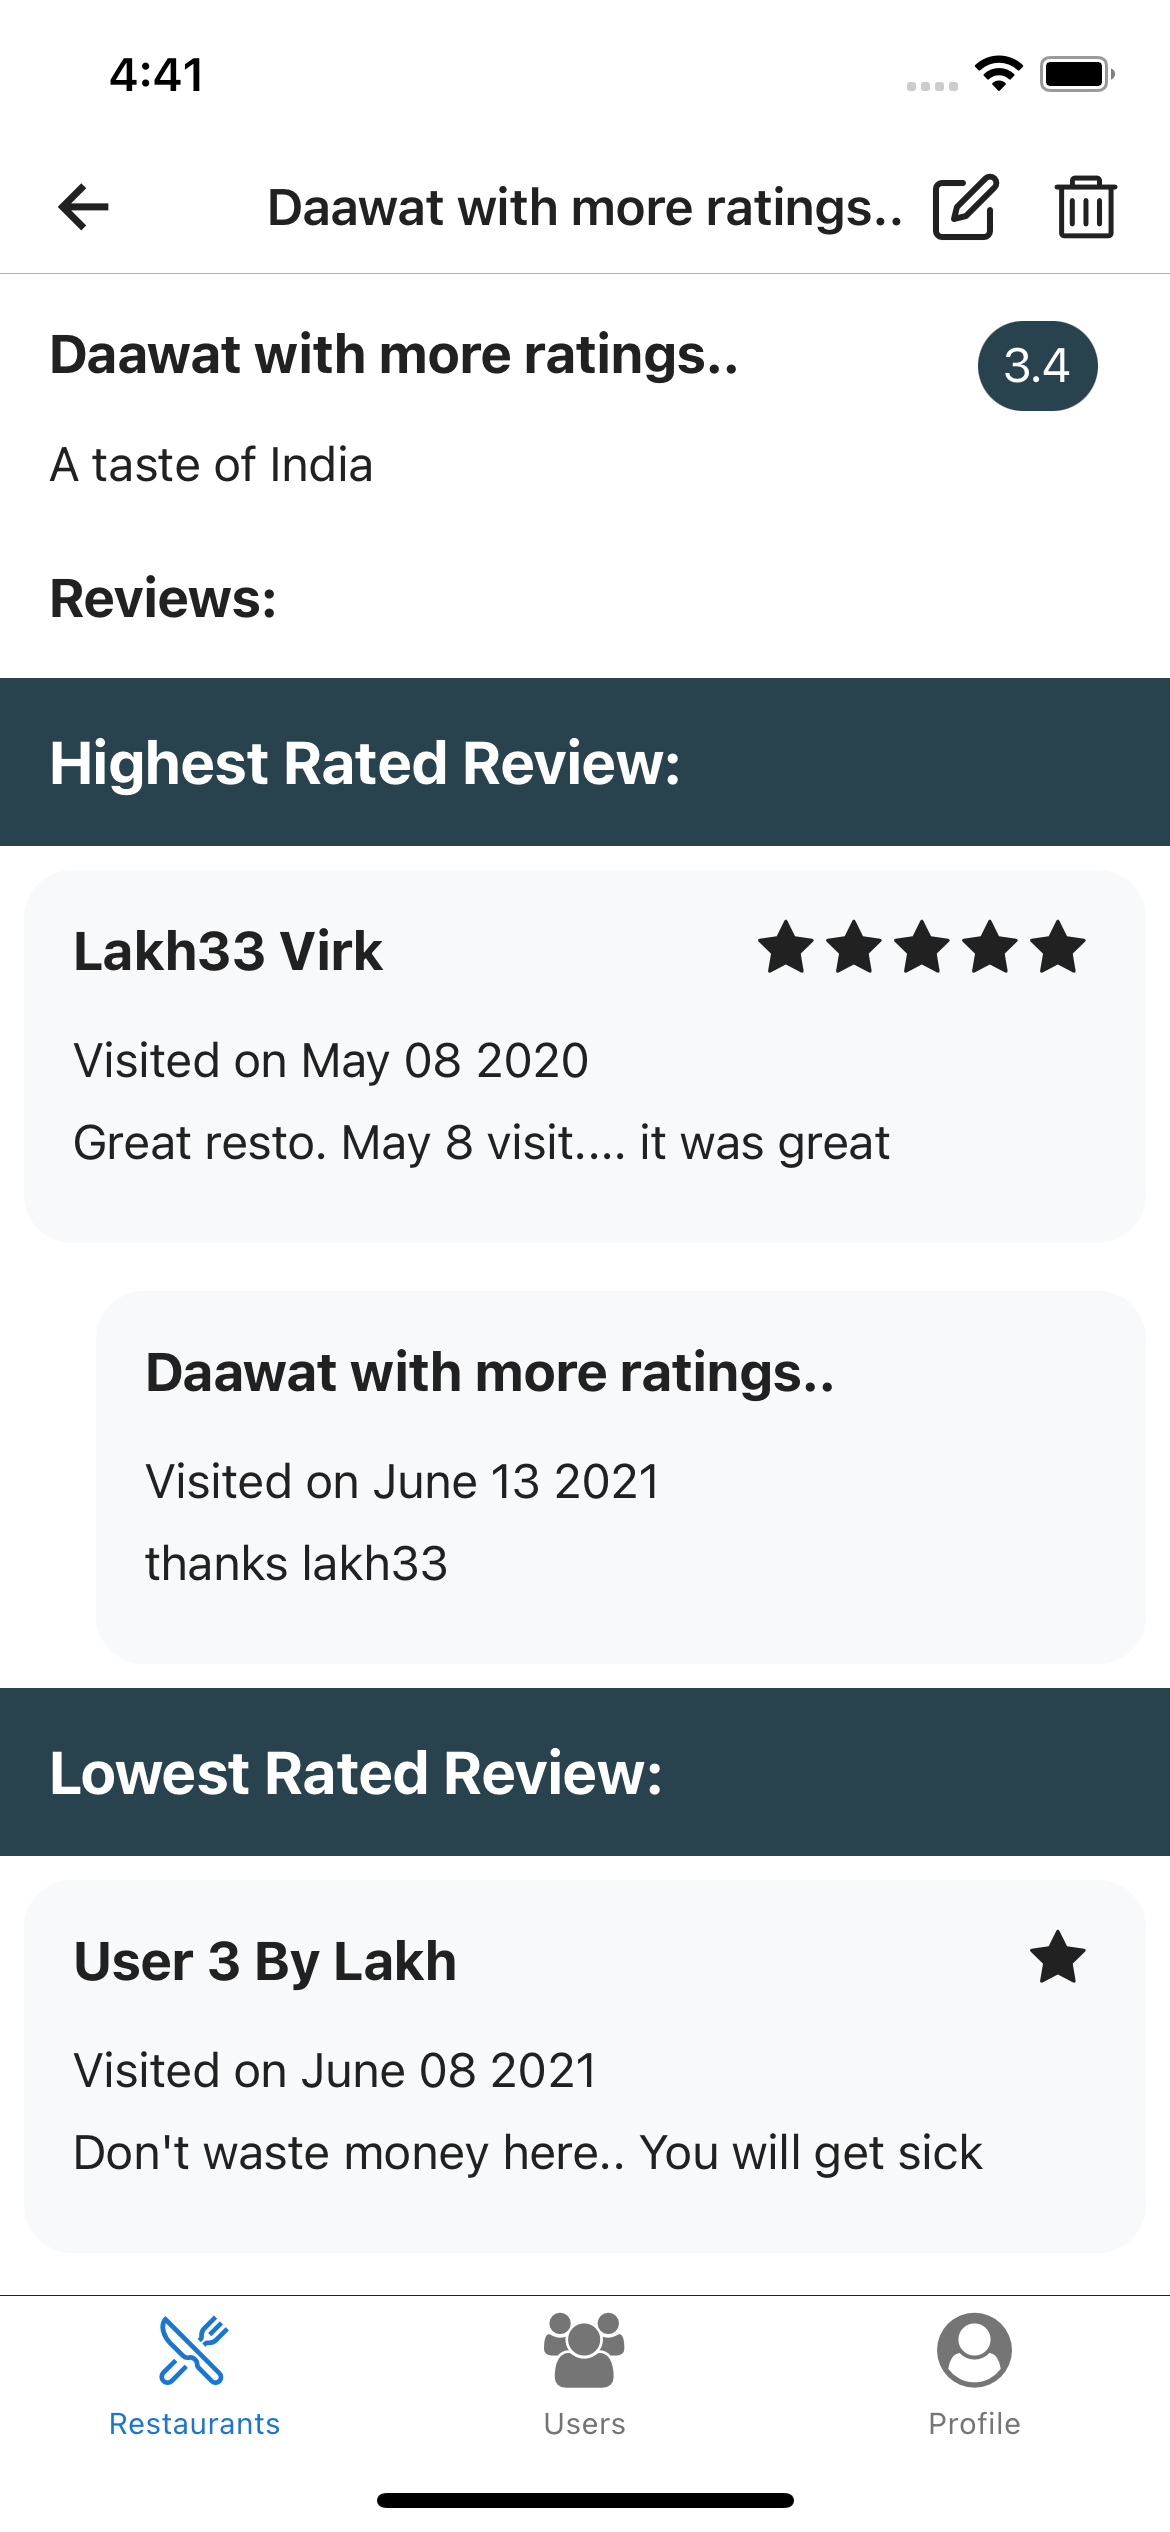 4:41
Daawat with more ratings..
Daawat with more ratings..
3.4
A taste of India
Reviews:
Highest Rated Review:
Lakh33 Virk
Visited on May 08 2020
Great resto. May 8 visit.... it was great
Daawat with more ratings..
Visited on June 13 2021
thanks lakh33
Lowest Rated Review:
User 3 By Lakh
Visited on June 08 2021
Don't waste money here.. You will get sick
Restaurants
Users
Profile